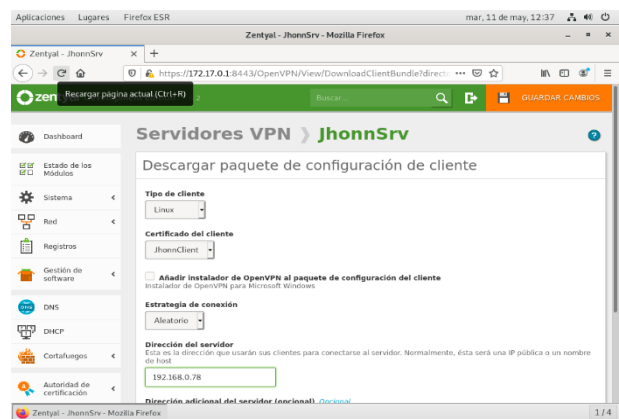 Aplicaciones Lugares Firefox ESR mar, 11 de may, 12:37
Zentyal - JhonnSrv - Mozilla Firefox
Zentyal - JhonnSrv
https://172.17.0.1:8443/OpenVPN/View/DownloadClientBundle?directo
Recargar página actual (Ctrl+R)
zen
Buscar...
GUARDAR CAMBIOS
Dashboard
Estado de los Módulos
Sistema
Red
Registros
Gestión de software
DNS
DHCP
Cortafuegos
Autoridad de certificación
Servidores VPN JhonnSrv
Descargar paquete de configuración de cliente
Tipo de cliente
Linux
Certificado del cliente
JhonnClient
Añadir instalador de OpenVPN al paquete de configuración del cliente
Instalador de OpenVPN para Microsoft Windows
Estrategia de conexión
Aleatorio
Dirección del servidor
Esta es la dirección que usarán sus clientes para conectarse al servidor. Normalmente, ésta será una IP pública o un nombre
de host
192.168.0.78
Dirección adicional del servidor (opcional) Opcional
Zentyal - JhonnSrv - Mozilla Firefox 1/4